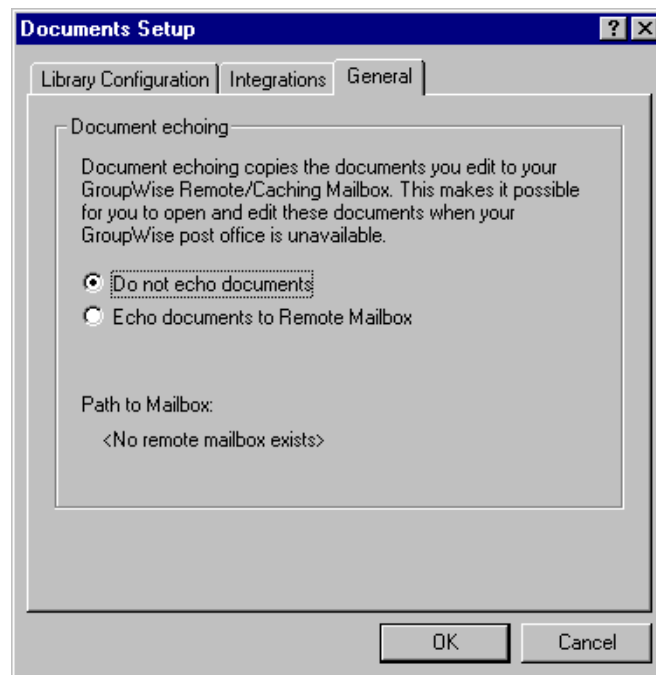 Documents Setup
Library Configuration
Integrations
General
Document echoing
Document echoing copies the documents you edit to your
GroupWise Remote/Caching Mailbox. This makes it possible
for you to open and edit these documents when your
GroupWise post office is unavailable.
Do not echo documents
Echo documents to Remote Mailbox
Path to Mailbox:
<No remote mailbox exists>
OK
Cancel